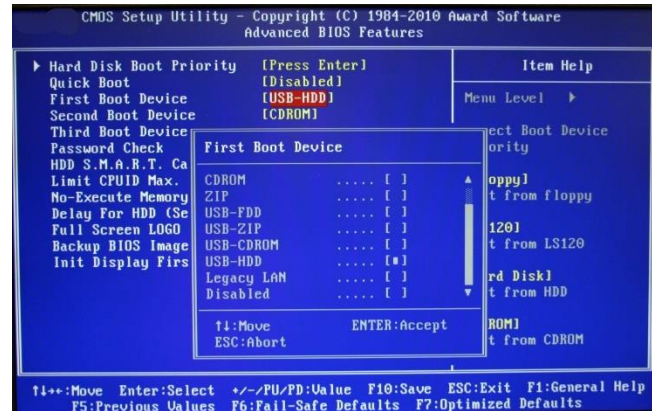 CMOS Setup Utility - Copyright (C) 1984-2010 Award Software
Advanced BIOS Features
Hard Disk Boot Priority [Press Enter]
Quick Boot [Disabled]
First Boot Device [USB-HDD]
Second Boot Device [CDROM]
Third Boot Device
Password Check
HDD S.M.A.R.T. Ca
Limit CPUID Max.
No-Execute Memory
Delay For HDD (Se
Full Screen LOGO
Backup BIOS Image
Init Display Firs
First Boot Device
CDROM ..... [ ]
ZIP ..... [ ]
USB-FDD ..... [ ]
USB-ZIP ..... [ ]
USB-CDROM ..... [ ]
USB-HDD ..... [■]
Legacy LAN ..... [ ]
Disabled ..... [ ]
↑↓:Move ENTER:Accept
ESC:Abort
Item Help
Menu Level ▶
ect Boot Device
ority
oppy]
t from floppy
120]
t from LS120
rd Disk]
t from HDD
ROM]
t from CDROM
↑↓→←:Move Enter:Select +/-/PU/PD:Value F10:Save ESC:Exit F1:General Help
F5:Previous Values F6:Fail-Safe Defaults F7:Optimized Defaults